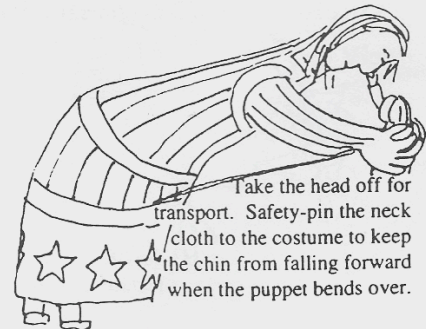 Take the head off for
transport. Safety-pin the neck
cloth to the costume to keep
the chin from falling forward
when the puppet bends over.